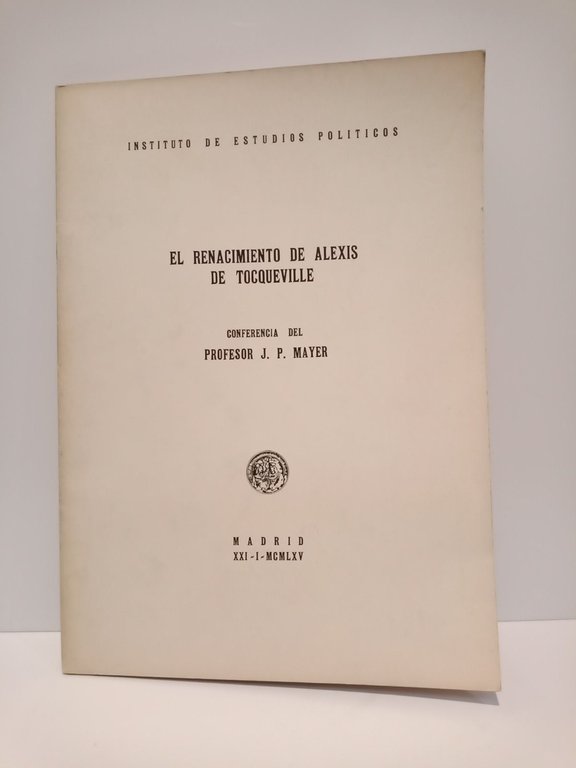 INSTITUTO DE ESTUDIOS POLITICOS
EL RENACIMIENTO DE ALEXIS
DE TOCQUEVILLE
CONFERENCIA DEL
PROFESOR J. P. MAYER
MADRID
XXI-I-MCMLXV